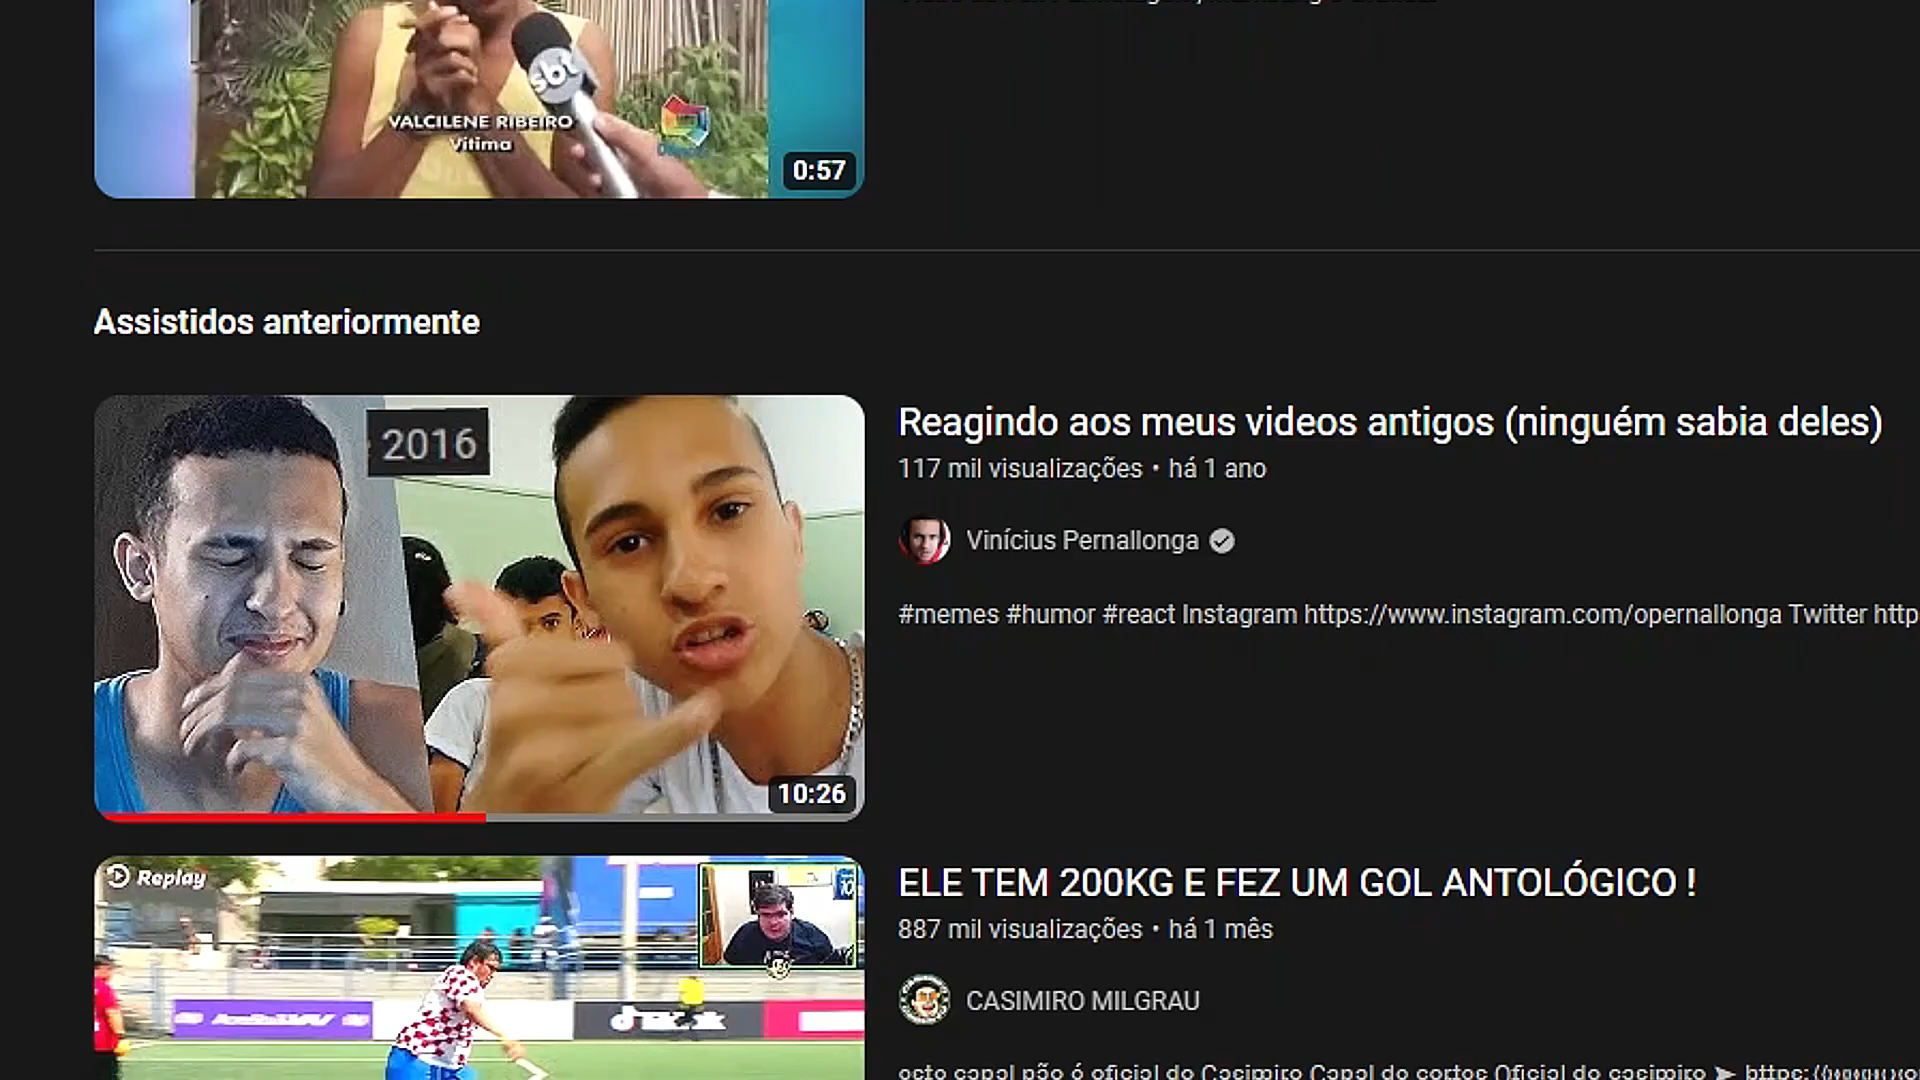 sbt
VALCILENE RIBEIRO
Vítima
0:57
Assistidos anteriormente
2016
10:26
Reagindo aos meus videos antigos (ninguém sabia deles)
117 mil visualizações • há 1 ano
Vinícius Pernallonga
#memes #humor #react Instagram https://www.instagram.com/opernallonga Twitter http
Replay
ELE TEM 200KG E FEZ UM GOL ANTOLÓGICO !
887 mil visualizações • há 1 mês
CASIMIRO MILGRAU